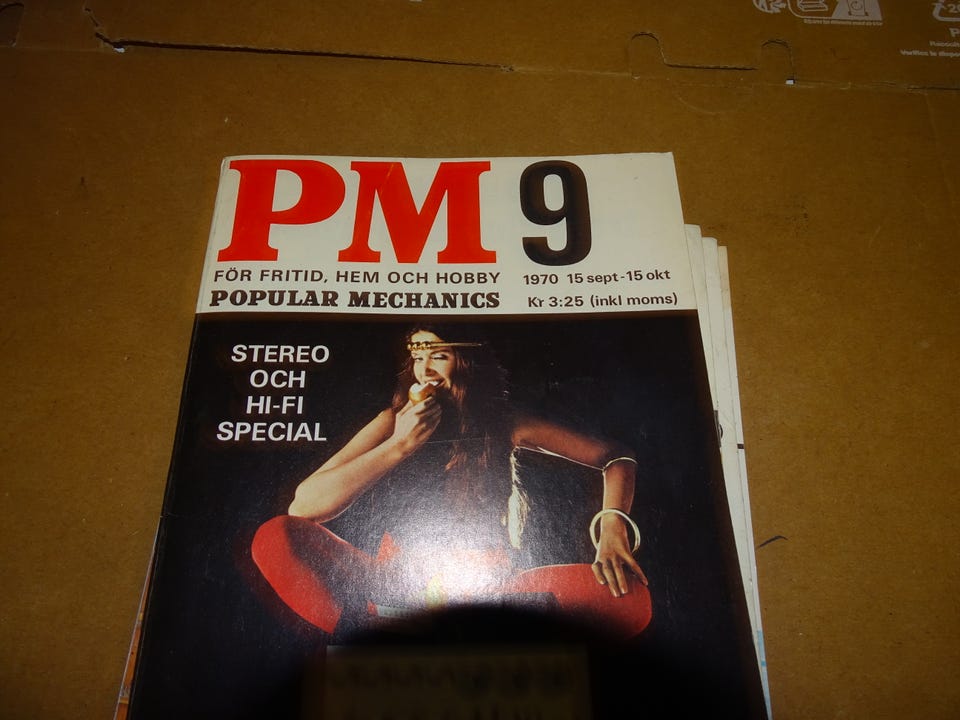 PM 9
FÖR FRITID, HEM OCH HOBBY
POPULAR MECHANICS
1970 15 sept-15 okt
Kr 3:25 (inkl moms)
STEREO
OCH
HI-FI
SPECIAL